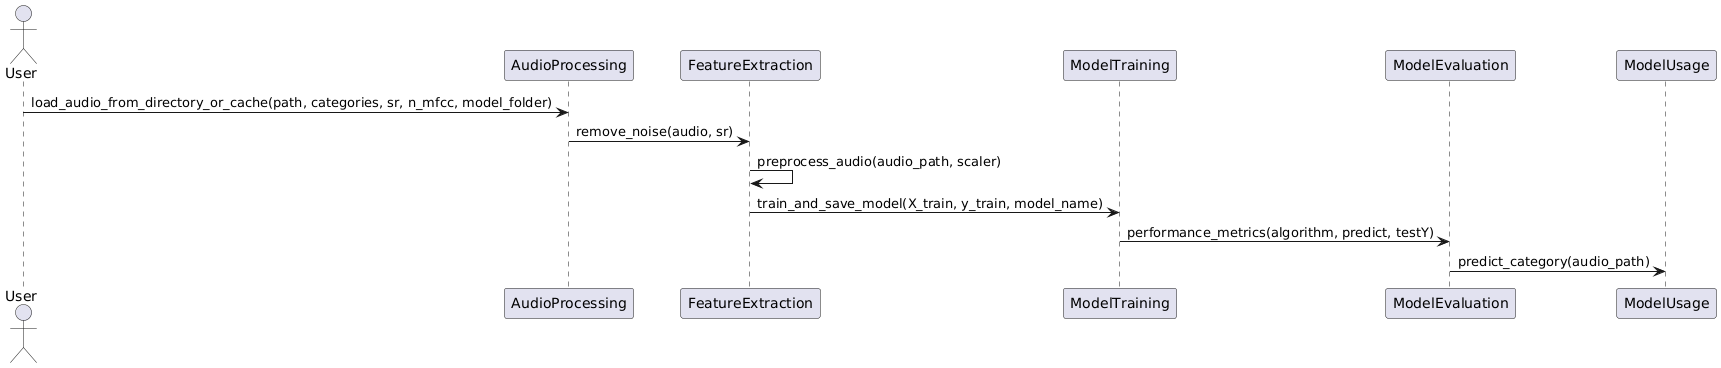 User
AudioProcessing
FeatureExtraction
ModelTraining
ModelEvaluation
ModelUsage
load_audio_from_directory_or_cache(path, categories, sr, n_mfcc, model_folder)
remove_noise(audio, sr)
preprocess_audio(audio_path, scaler)
train_and_save_model(X_train, y_train, model_name)
performance_metrics(algorithm, predict, testY)
predict_category(audio_path)
User
AudioProcessing
FeatureExtraction
ModelTraining
ModelEvaluation
ModelUsage